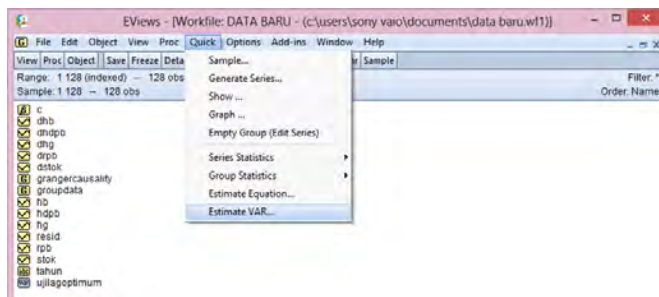 EViews - [Workfile: DATA BARU - (c:\users\sony vaio\documents\data baru.wf1)]
File Edit Object View Proc Quick Options Add-ins Window Help
View Proc Object Save Freeze Sample
Range: 1 128 (indexed) -- 128 obs
Filter: *
Sample: 1 128 -- 128 obs
Order: Name
Sample...
Generate Series...
Show ...
Graph ...
Empty Group (Edit Series)
Series Statistics
Group Statistics
Estimate Equation...
Estimate VAR...
c
dhb
dhdpb
dhg
drpb
dstok
grangercausality
groupdata
hb
hdpb
hg
resid
rpb
stok
tahun
ujilagoptimum